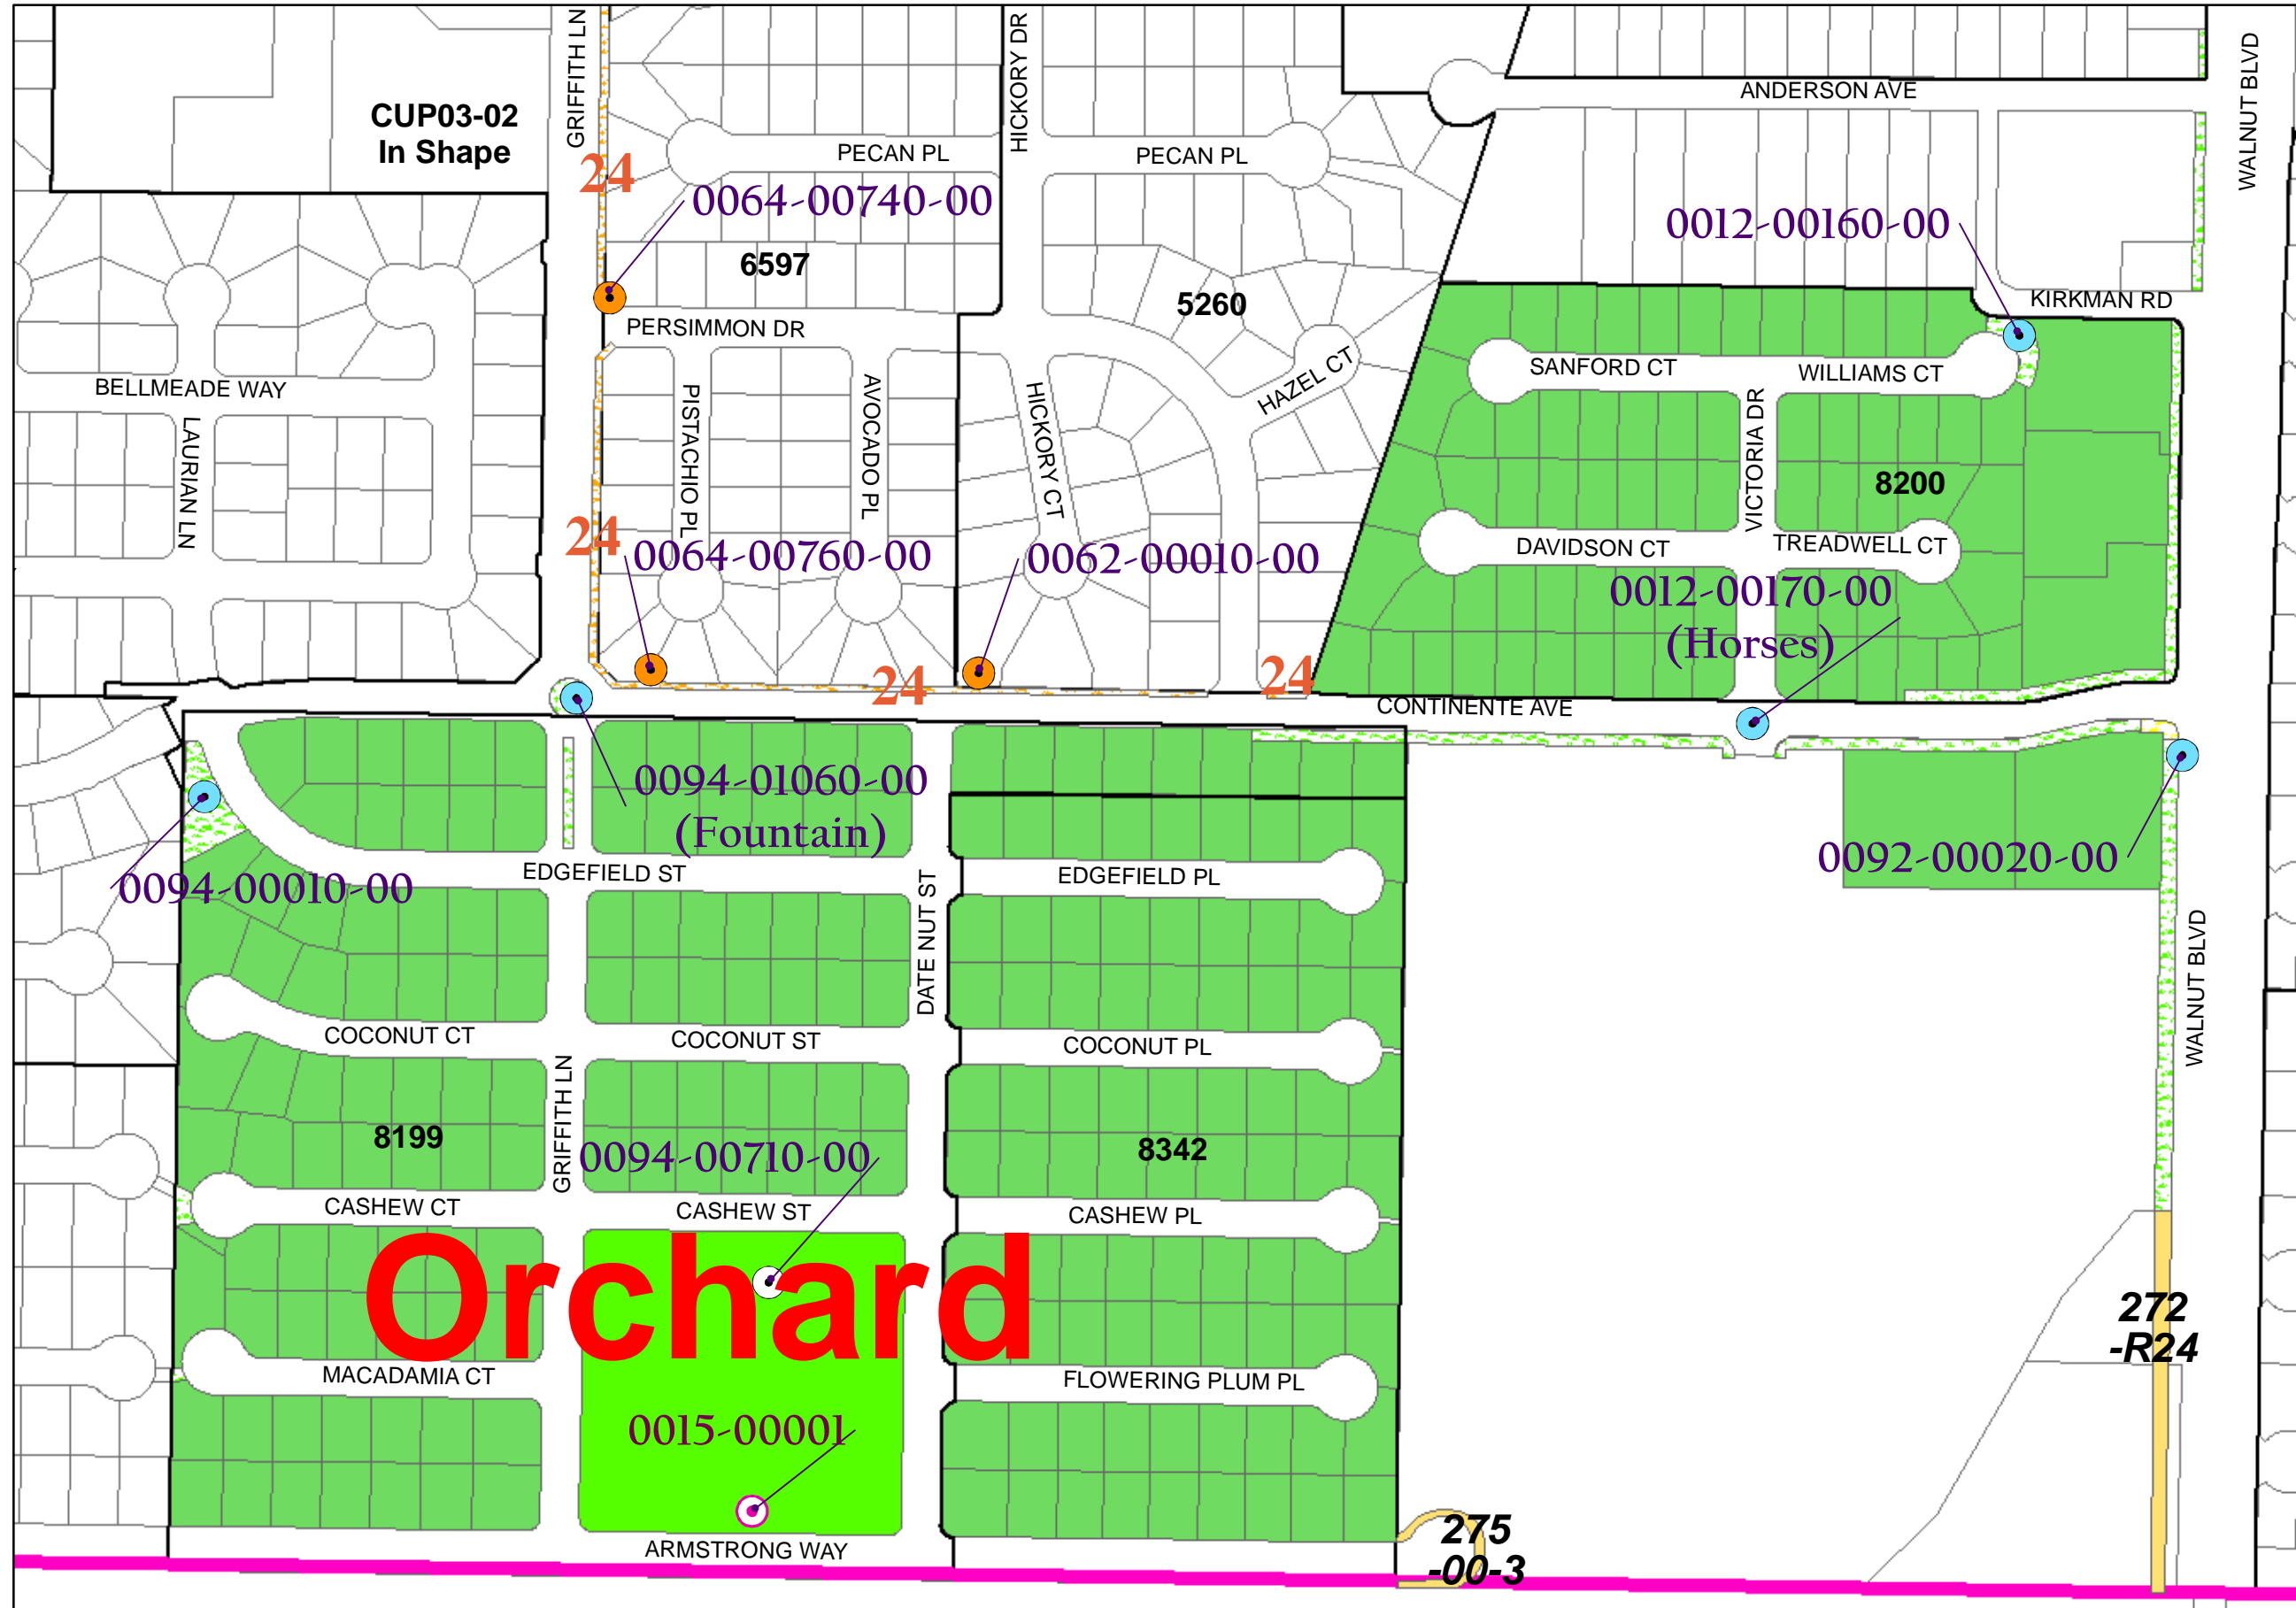 GRIFFITH LN
HICKORY DR
WALNUT BLVD
ANDERSON AVE
CUP03-02
In Shape
PECAN PL
PECAN PL
24
0064-00740-00
0012-00160-00
6597
5260
KIRKMAN RD
PERSIMMON DR
SANFORD CT
WILLIAMS CT
HAZEL CT
BELLMEADE WAY
LAURIAN LN
PISTACHIO PL
AVOCADO PL
HICKORY CT
VICTORIA DR
8200
24
0064-00760-00
0062-00010-00
DAVIDSON CT
TREADWELL CT
0012-00170-00
(Horses)
24
24
CONTINENTE AVE
0094-01060-00
(Fountain)
0092-00020-00
0094-00010-00
EDGEFIELD ST
EDGEFIELD PL
DATE NUT ST
WALNUT BLVD
COCONUT CT
COCONUT ST
COCONUT PL
GRIFFITH LN
8199
8342
0094-00710-00
CASHEW CT
CASHEW ST
CASHEW PL
Orchard
272
-R24
MACADAMIA CT
FLOWERING PLUM PL
0015-00001
275
-00-3
ARMSTRONG WAY